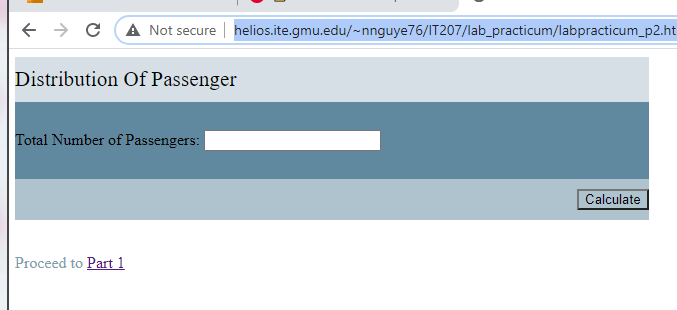 Not secure helios.ite.gmu.edu/~nnguye76/IT207/lab_practicum/labpracticum_p2.ht
Distribution Of Passenger
Total Number of Passengers:
Calculate
Proceed to Part 1